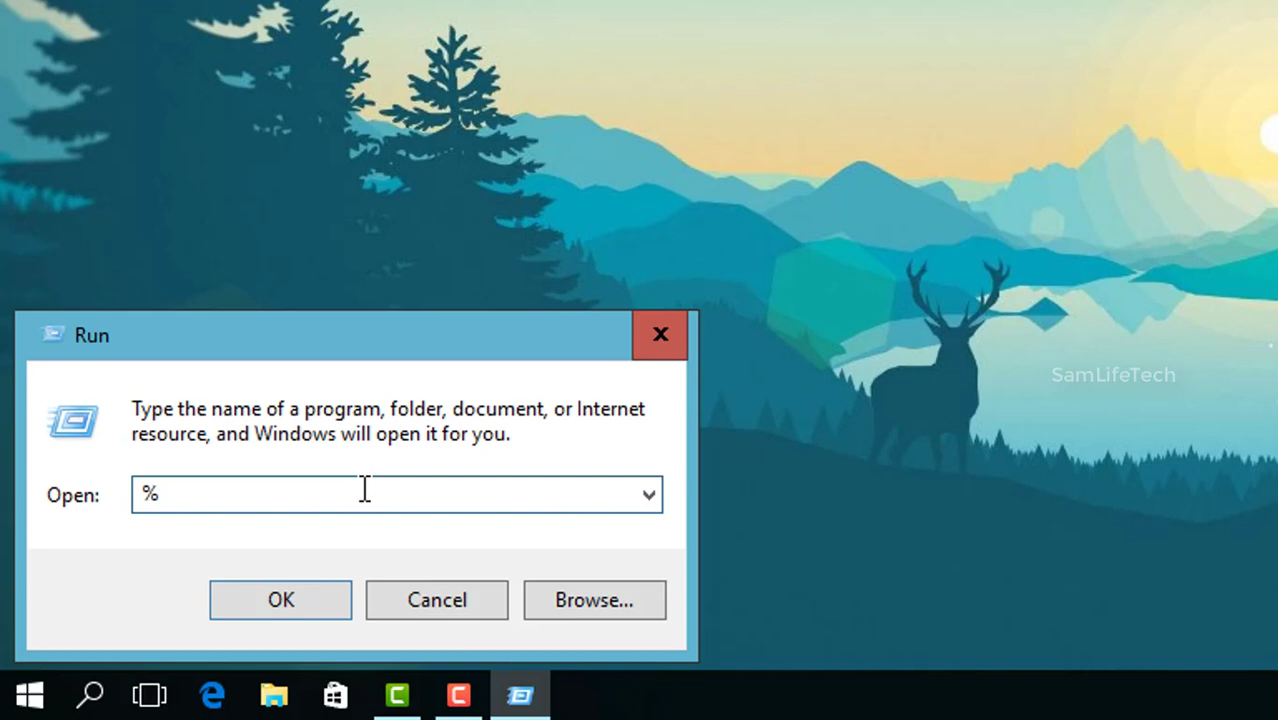 SamLifeTech
Run
Type the name of a program, folder, document, or Internet
resource, and Windows will open it for you.
Open: %
OK Cancel Browse...